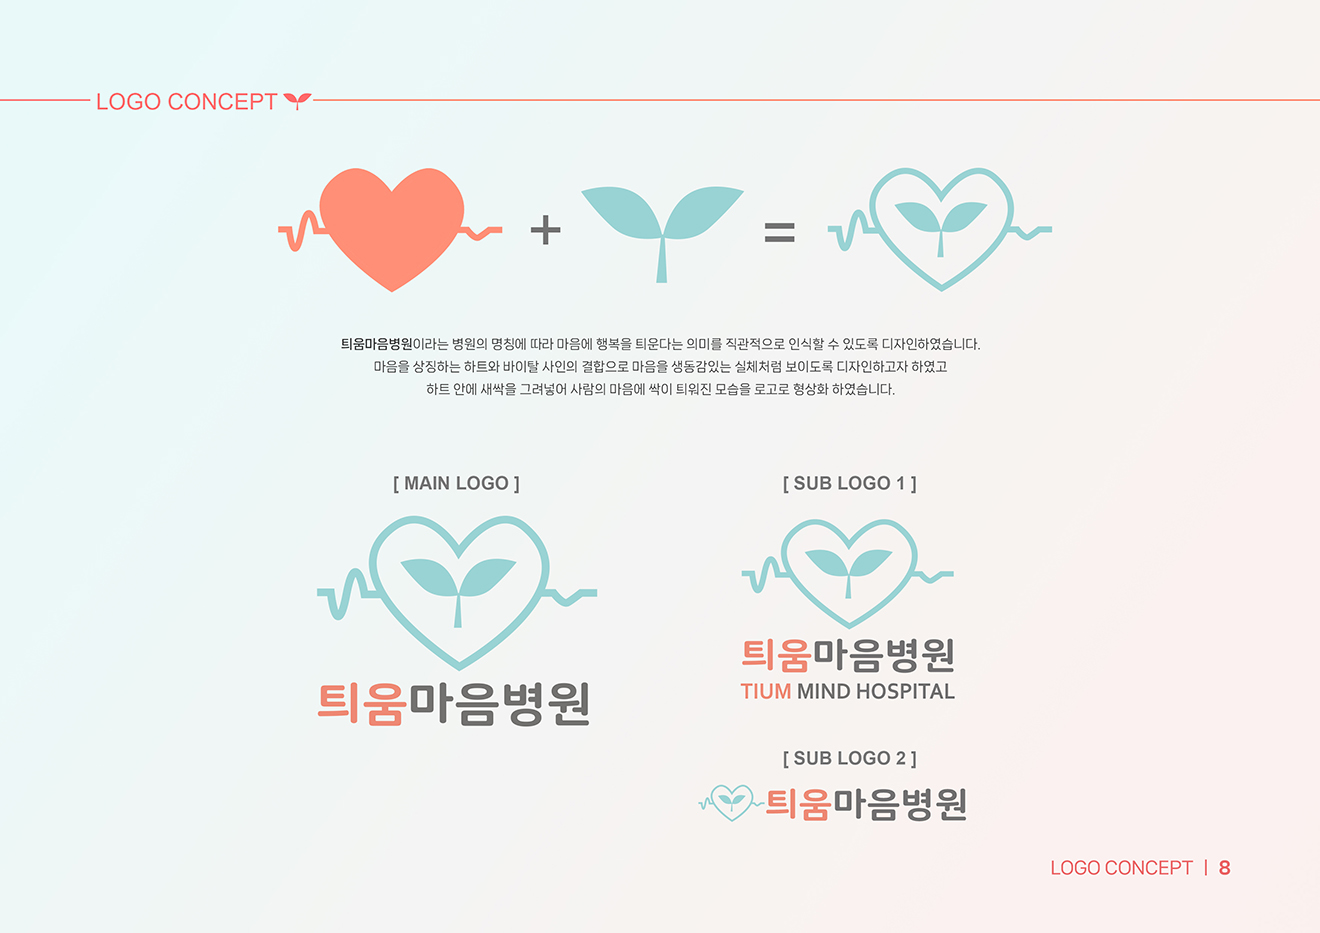 LOGO CONCEPT
+
=
틔움마음병원이라는 병원의 명칭에 따라 마음에 행복을 틔운다는 의미를 직관적으로 인식할 수 있도록 디자인하였습니다.
마음을 상징하는 하트와 바이탈 사인의 결합으로 마음을 생동감있는 실체처럼 보이도록 디자인하고자 하였고
하트 안에 새싹을 그려넣어 사람의 마음에 싹이 틔워진 모습을 로고로 형상화 하였습니다.
[ MAIN LOGO ]
틔움마음병원
[ SUB LOGO 1 ]
틔움마음병원
TIUM MIND HOSPITAL
[ SUB LOGO 2 ]
틔움마음병원
LOGO CONCEPT | 8